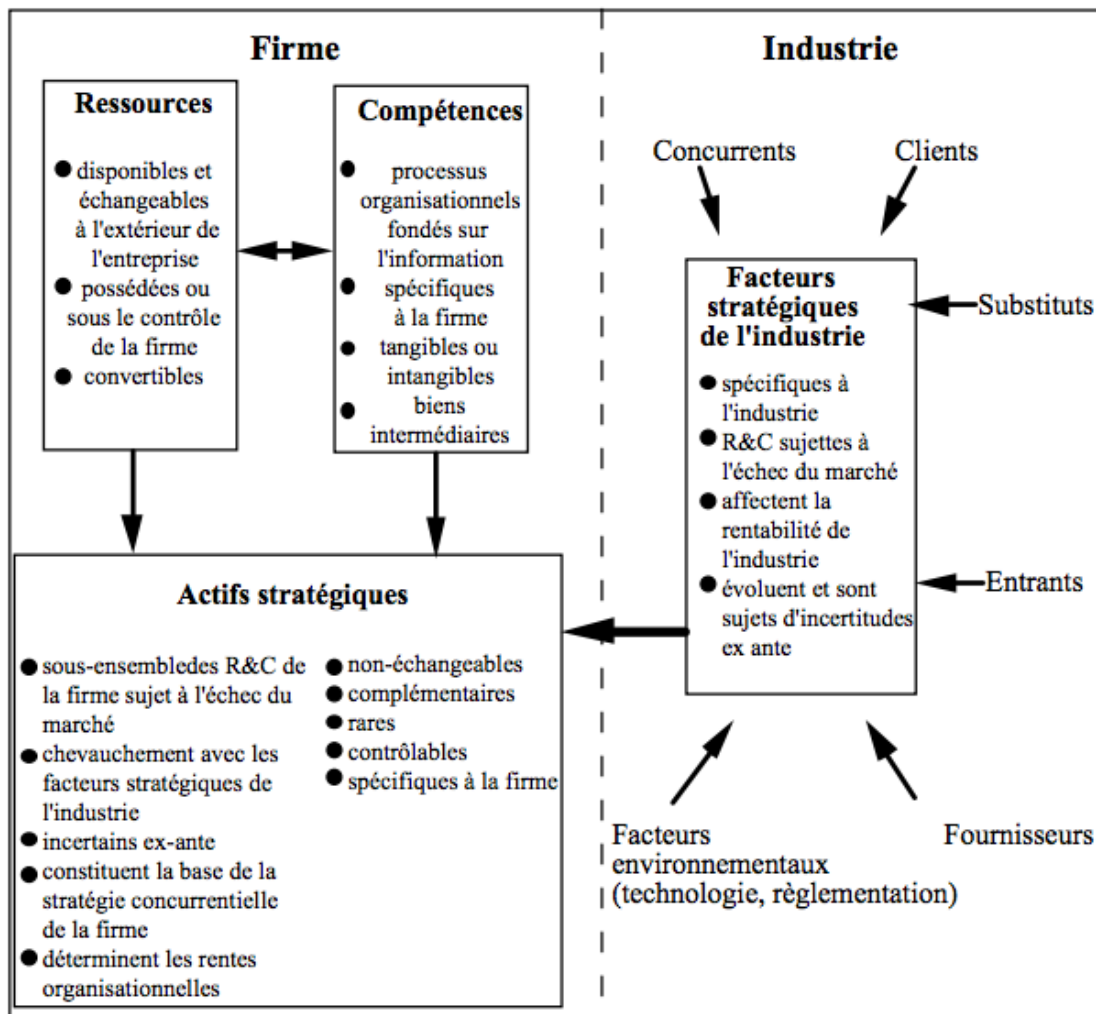 Firme
Ressources
disponibles et
échangeables
à l'extérieur de
l'entreprise
possédées ou
sous le contrôle
de la firme
convertibles
Compétences
processus
organisationnels
fondés sur
l'information
spécifiques
à la firme
tangibles ou
intangibles
biens
intermédiaires
Actifs stratégiques
sous-ensembledes R&C de
la firme sujet à l'échec du
marché
chevauchement avec les
facteurs stratégiques de
l'industrie
incertains ex-ante
constituent la base de la
stratégie concurrentielle
de la firme
déterminent les rentes
organisationnelles
non-échangeables
complémentaires
rares
contrôlables
spécifiques à la firme
Industrie
Concurrents
Clients
Facteurs
stratégiques
de l'industrie
spécifiques à
l'industrie
R&C sujettes à
l'échec du marché
affectent la
rentabilité de
l'industrie
évoluent et sont
sujets d'incertitudes
ex ante
Substituts
Entrants
Facteurs
environnementaux
(technologie, règlementation)
Fournisseurs